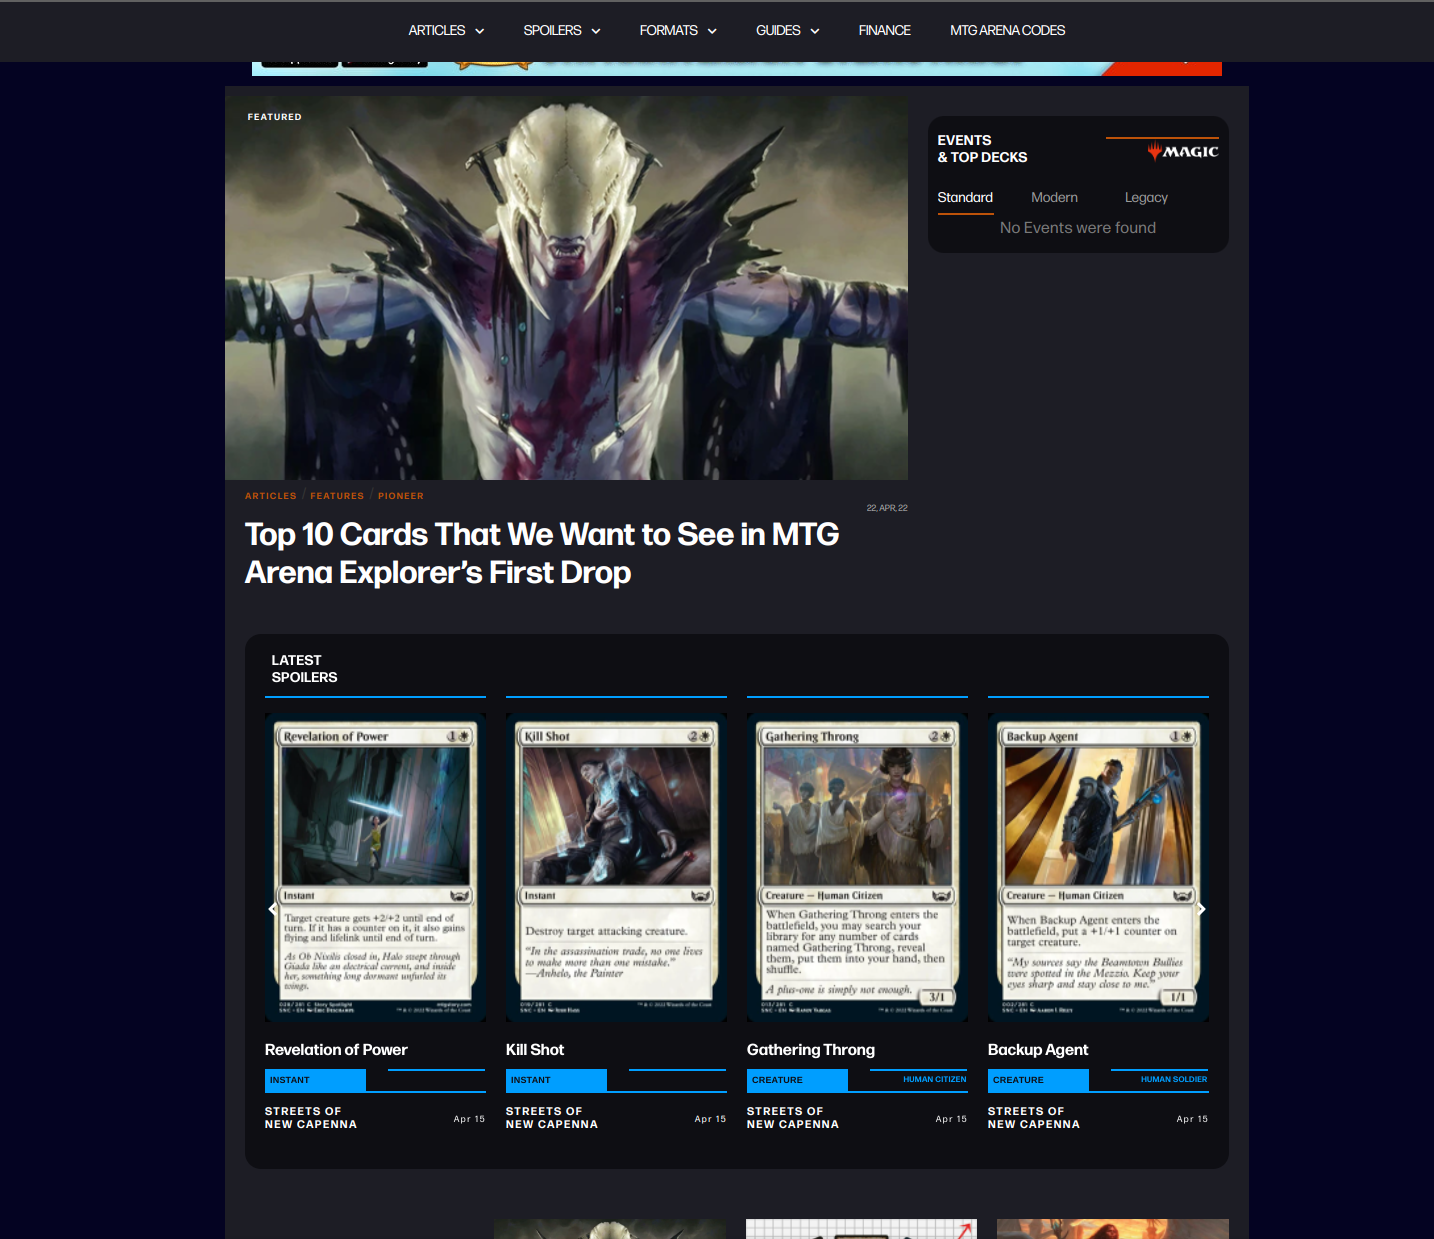 ARTICLES
SPOILERS
FORMATS
GUIDES
FINANCE
MTG ARENA CODES
FEATURED
EVENTS
& TOP DECKS
MAGIC
Standard
Modern
Legacy
No Events were found
ARTICLES / FEATURES / PIONEER
22, APR, 22
Top 10 Cards That We Want to See in MTG
Arena Explorer’s First Drop
LATEST
SPOILERS
Revelation of Power
1
Instant
Target creature gets +2/+2 until end of
turn. If it has a counter on it, it also gains
flying and lifelink until end of turn.
As Ob Nixilis closed in, Halo swept through
Giada like an electrical current, and inside
her, something long dormant unfurled its
wings.
Kill Shot
2
Instant
Destroy target attacking creature.
“In the assassination trade, no one lives
to make more than one mistake.”
—Anhelo, the Painter
Gathering Throng
2
Creature — Human Citizen
When Gathering Throng enters the
battlefield, you may search your
library for any number of cards
named Gathering Throng, reveal
them, put them into your hand, then
shuffle.
A plus-one is simply not enough.
3/1
Backup Agent
1
Creature — Human Citizen
When Backup Agent enters the
battlefield, put a +1/+1 counter on
target creature.
“My sources say the Beamtown Bullies
were spotted in the Mezzio. Keep your
eyes sharp and stay close to me.”
1/1
Revelation of Power
INSTANT
STREETS OF
NEW CAPENNA
Apr 15
Kill Shot
INSTANT
STREETS OF
NEW CAPENNA
Apr 15
Gathering Throng
CREATURE
HUMAN CITIZEN
STREETS OF
NEW CAPENNA
Apr 15
Backup Agent
CREATURE
HUMAN SOLDIER
STREETS OF
NEW CAPENNA
Apr 15